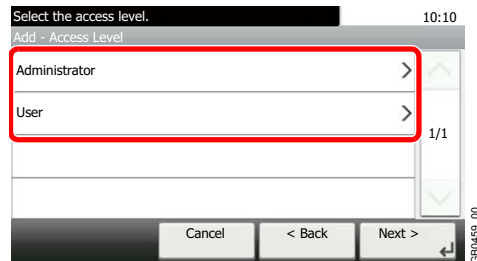 Select the access level. 10:10
Add - Access Level
Administrator
User
1/1
Cancel < Back Next >
GB0459_00